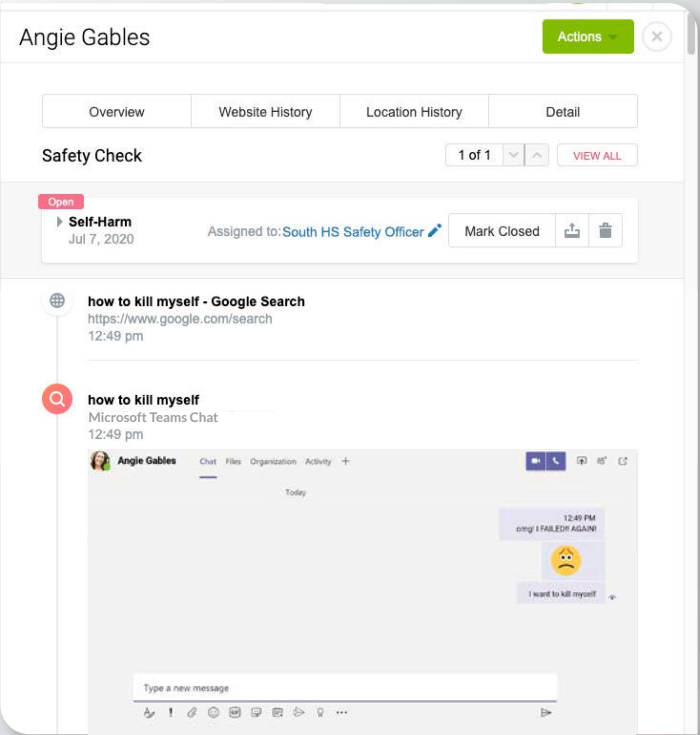 Angie Gables
Actions
Overview
Website History
Location History
Detail
Safety Check
1 of 1
VIEW ALL
Open
Self-Harm
Jul 7, 2020
Assigned to: South HS Safety Officer
Mark Closed
how to kill myself - Google Search
https://www.google.com/search
12:49 pm
how to kill myself
Microsoft Teams Chat
12:49 pm
Angie Gables
Chat
Files
Organization
Activity
Today
12:49 PM
omg! I FAILED!! AGAIN!
I want to kill myself
Type a new message
GIF